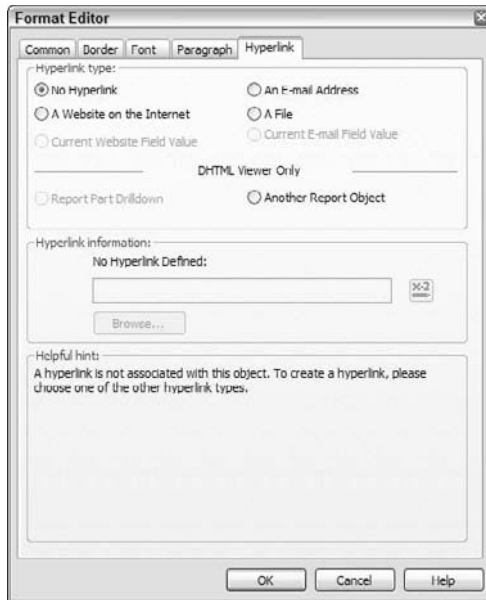 Format Editor
Common Border Font Paragraph Hyperlink
Hyperlink type:
No Hyperlink An E-mail Address
A Website on the Internet A File
Current Website Field Value Current E-mail Field Value
DHTML Viewer Only
Report Part Drilldown Another Report Object
Hyperlink information:
No Hyperlink Defined:
X-2
Browse...
Helpful hint:
A hyperlink is not associated with this object. To create a hyperlink, please
choose one of the other hyperlink types.
OK Cancel Help